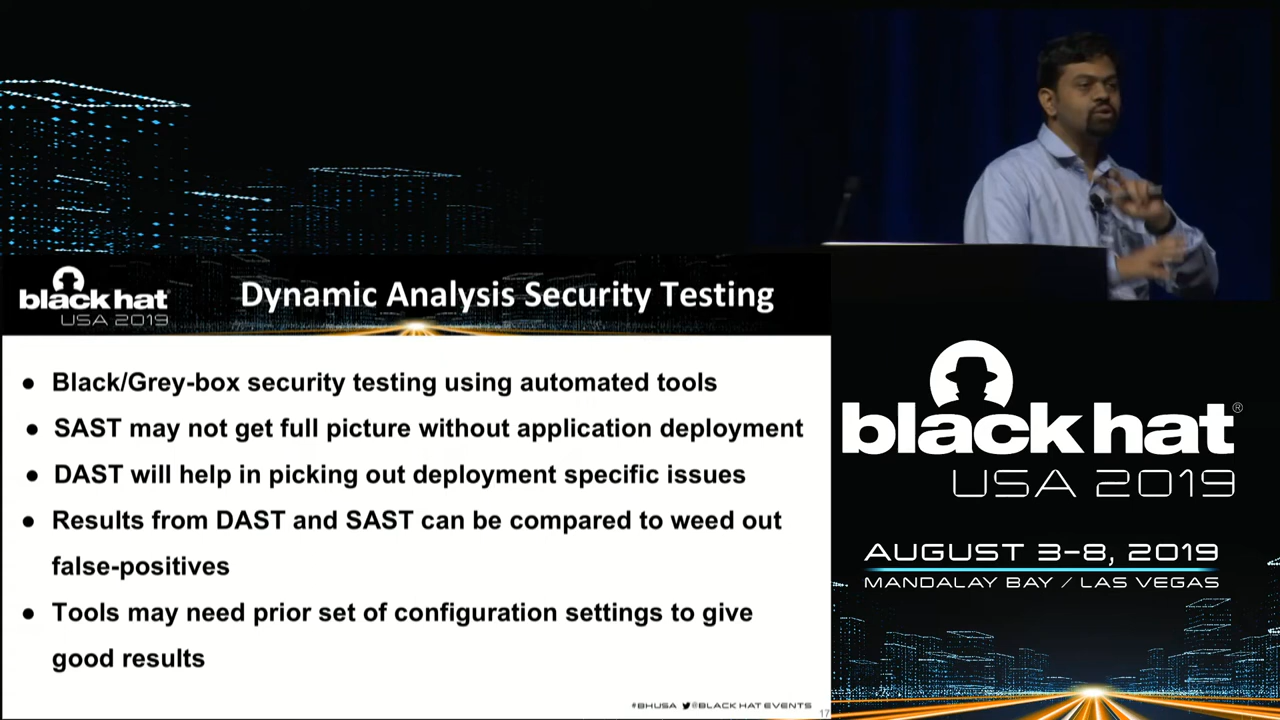 black hat
USA 2019
Dynamic Analysis Security Testing
● Black/Grey-box security testing using automated tools
● SAST may not get full picture without application deployment
● DAST will help in picking out deployment specific issues
● Results from DAST and SAST can be compared to weed out
false-positives
● Tools may need prior set of configuration settings to give
good results
#BHUSA @BLACK HAT EVENTS
17
black hat®
USA 2019
AUGUST 3-8, 2019
MANDALAY BAY / LAS VEGAS